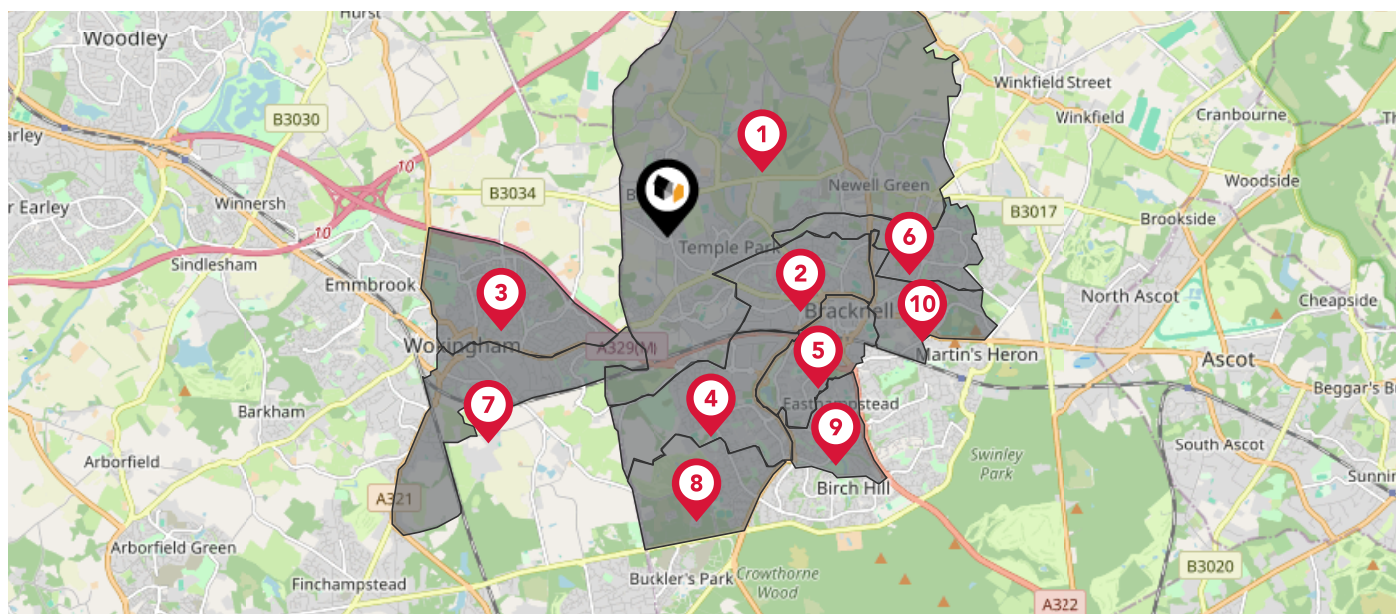 Hurst
Woodley
B3030
arley
r Earley
Winnersh
10
10
B3034
Sindlesham
Emmbrook
Wokingham
A329(M)
Barkham
Arborfield
Arborfield Green
A321
Finchampstead
1
Newell Green
B
Temple Park
6
2
3
10
Bracknell
5
Martin's Heron
7
4
Easthampstead
9
8
Birch Hill
Buckler's Park
Crowthorne
Wood
Winkfield Street
Winkfield
Cranbourne
Th
Woodside
B3017
Brookside
North Ascot
Cheapside
Ascot
Beggar's Bu
South Ascot
Sunnin
Swinley
Park
B3020
A322